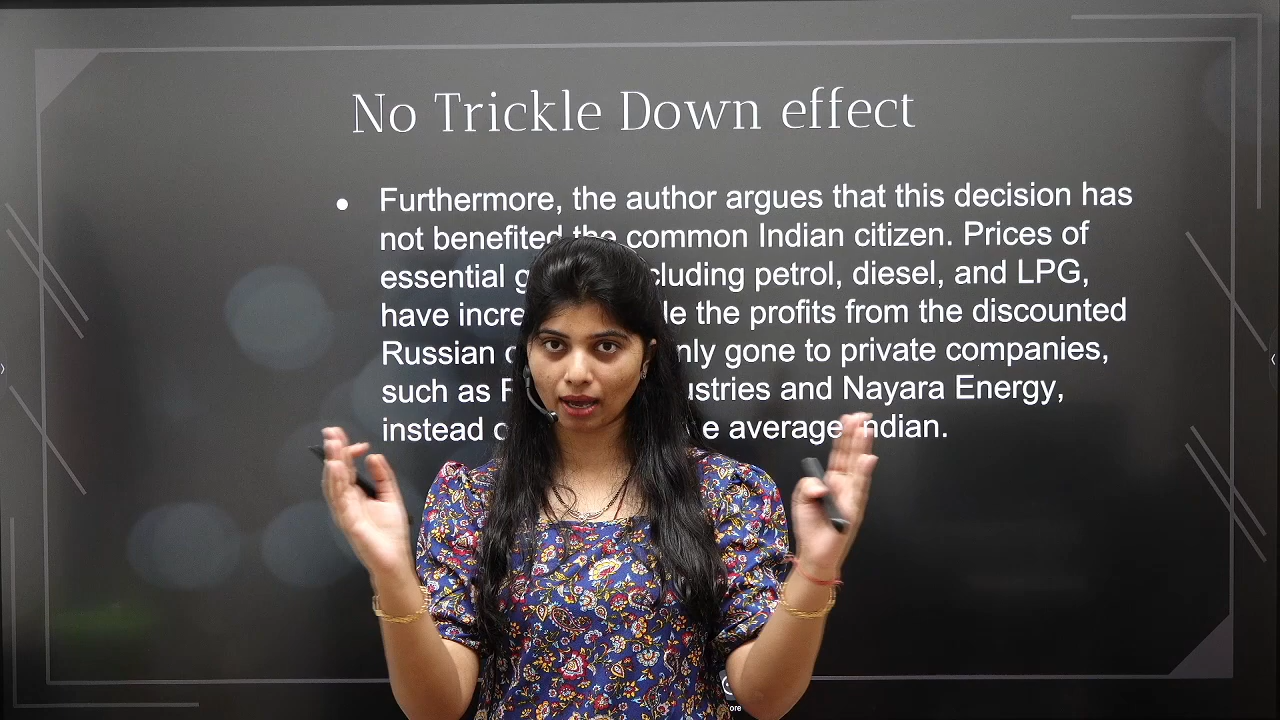 No Trickle Down effect
• Furthermore, the author argues that this decision has
not benefited the common Indian citizen. Prices of
essential cluding petrol, diesel, and LPG,
have incre le the profits from the discounted
Russian nly gone to private companies,
such as ustries and Nayara Energy,
instead e average Indian.
ore